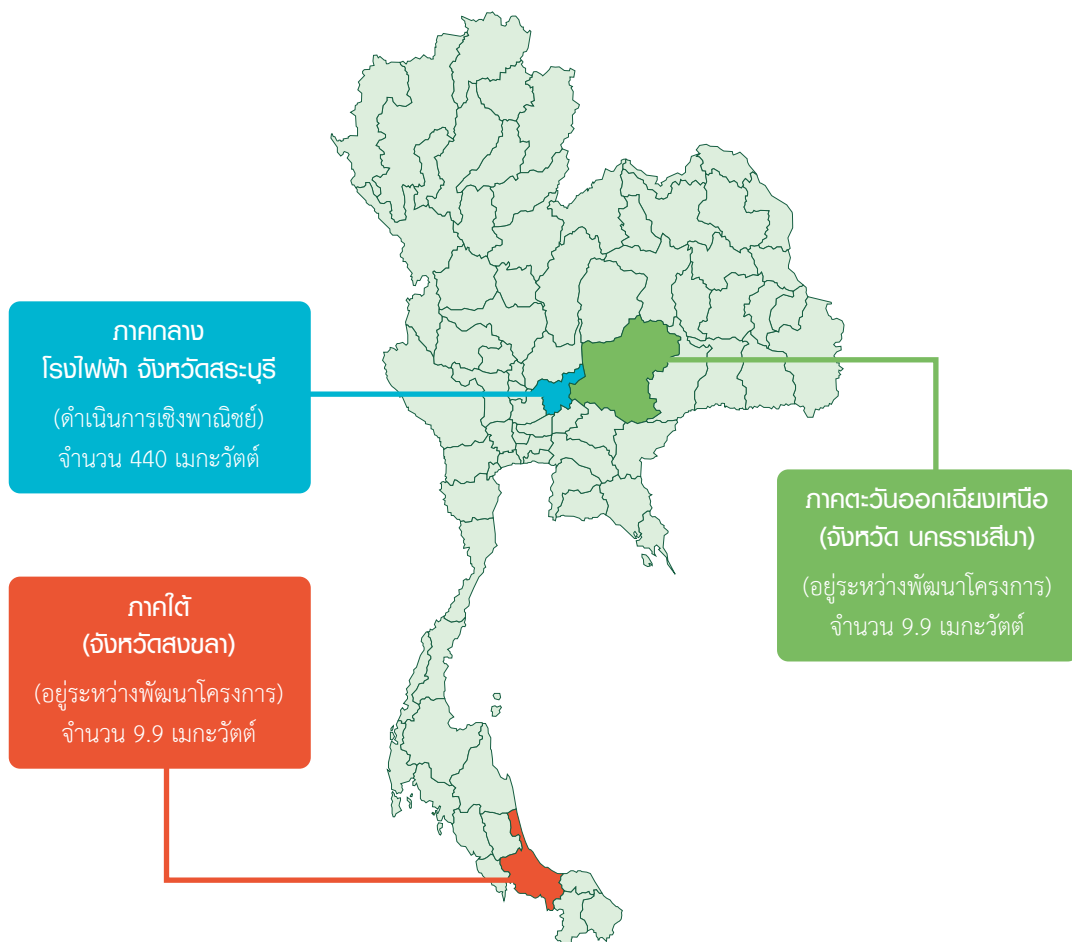 ภาคกลาง
โรงไฟฟ้า จังหวัดสระบุรี
(ดำเนินการเชิงพาณิชย์)
จำนวน 440 เมกะวัตต์
ภาคตะวันออกเฉียงเหนือ
(จังหวัด นครราชสีมา)
(อยู่ระหว่างพัฒนาโครงการ)
จำนวน 9.9 เมกะวัตต์
ภาคใต้
(จังหวัดสงขลา)
(อยู่ระหว่างพัฒนาโครงการ)
จำนวน 9.9 เมกะวัตต์